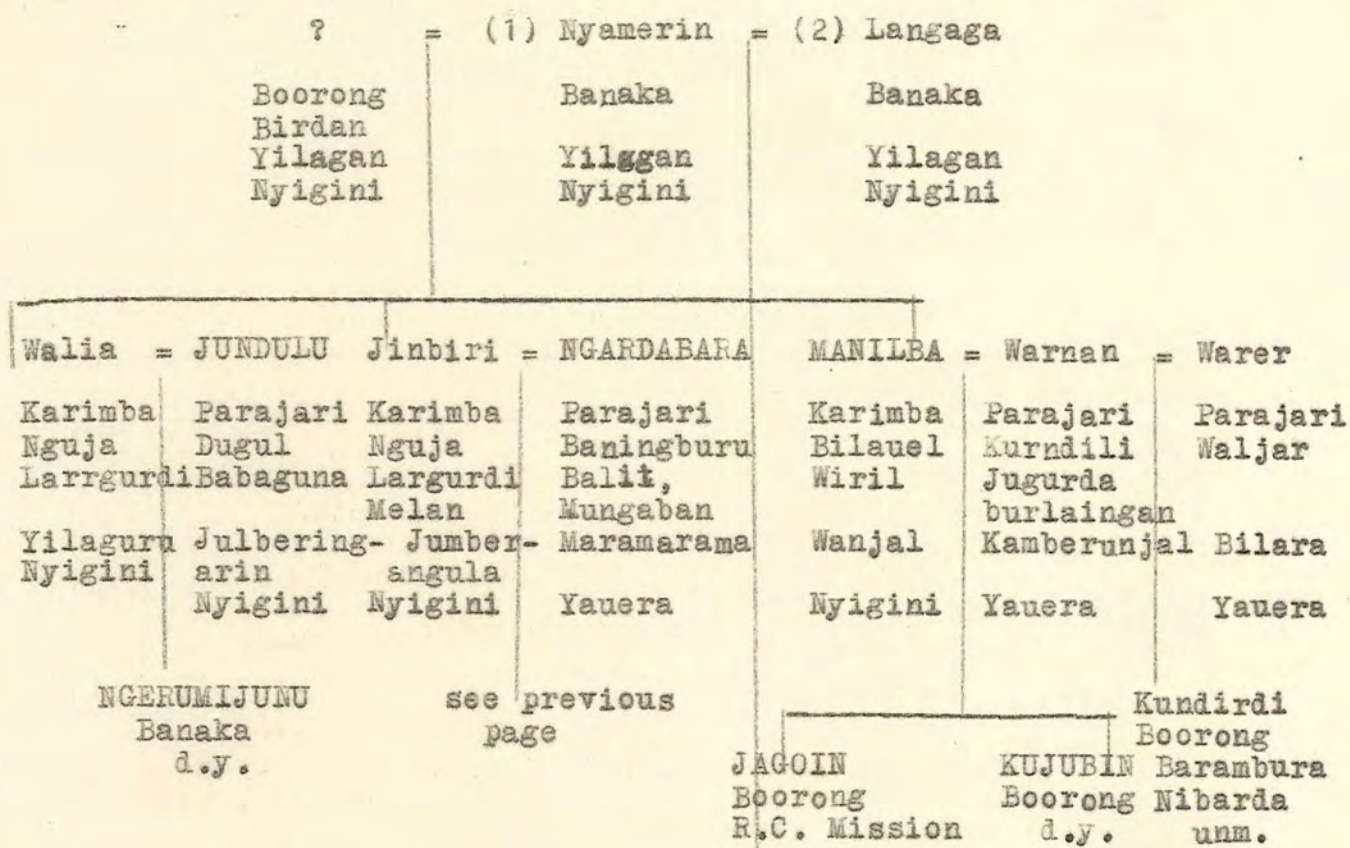 ? = (1) Nyamerin = (2) Langaga
Boorong Banaka Banaka
Birdan
Yilagan Yilggan Yilagan
Nyigini Nyigini Nyigini
Walia = JUNDULU Jinbiri = NGARDABARA MANILBA = Warnan = Warer
Karimba Parajari Karimba Parajari Karimba Parajari Parajari
Nguja Dugul Nguja Baningburu Bilauel Kurndili Waljar
Larrgurdi Babaguna Largurdi Balit, Wiril Jugurda
Melan Mungaban burlaingan
Yilaguru Julbering- Jumber- Maramarama Wanjal Kamberunjal Bilara
Nyigini arin angula
Nyigini Nyigini Yauera Nyigini Yauera Yauera
NGERUMIJUNU see previous Kundirdi
Banaka page Boorong
d.y. JAGOIN KUJUBIN Barambura
Boorong Boorong Nibarda
R.C. Mission d.y. unm.